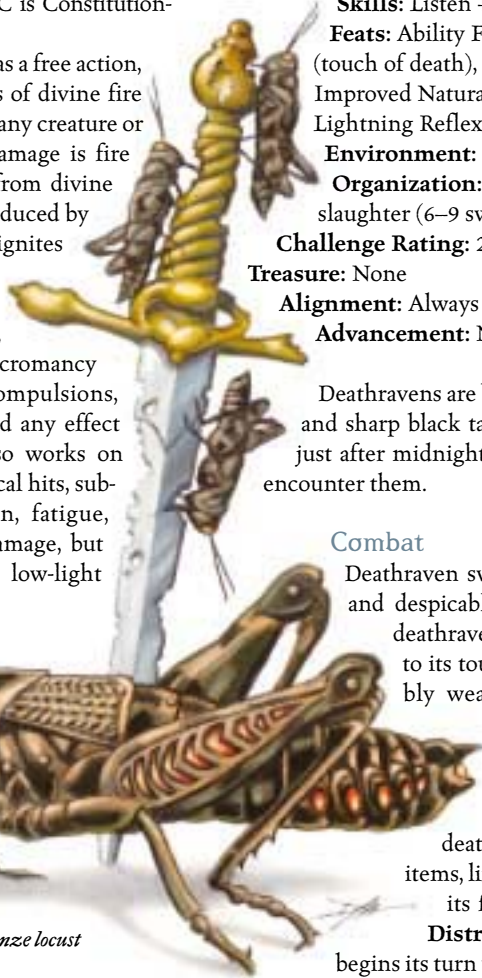 C is Constitution-
as a free action,
s of divine fire
any creature or
amage is fire
from divine
duced by
ignites
cromancy
ompulsions,
d any effect
so works on
cal hits, sub-
n, fatigue,
amage, but
low-light
nze locust
Skills: Listen
Feats: Ability F
(touch of death),
Improved Natura
Lightning Reflex
Environment:
Organization:
slaughter (6–9 sw
Challenge Rating: 2
Treasure: None
Alignment: Always
Advancement: N
Deathravens are
and sharp black ta
just after midnight
encounter them.
Combat
Deathraven sw
and despicabl
deathrave
to its tou
bly wea
deat
items, li
its f
Distr
begins its turn